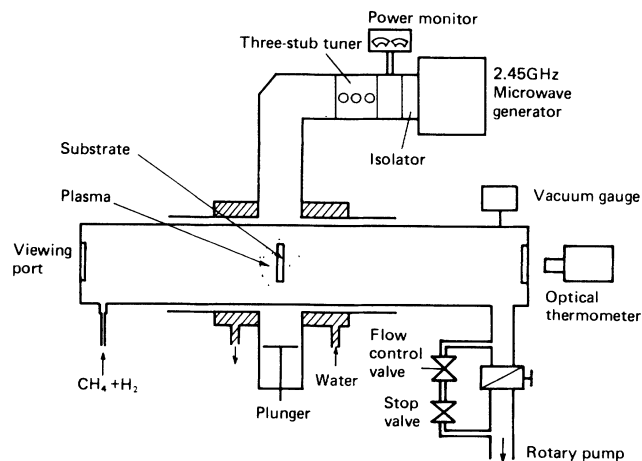 Power monitor
Three-stub tuner
2.45GHz
Microwave
generator
Isolator
Substrate
Plasma
Vacuum gauge
Viewing
port
Optical
thermometer
Flow
control
valve
CH₄ +H₂
Water
Plunger
Stop
valve
Rotary pump